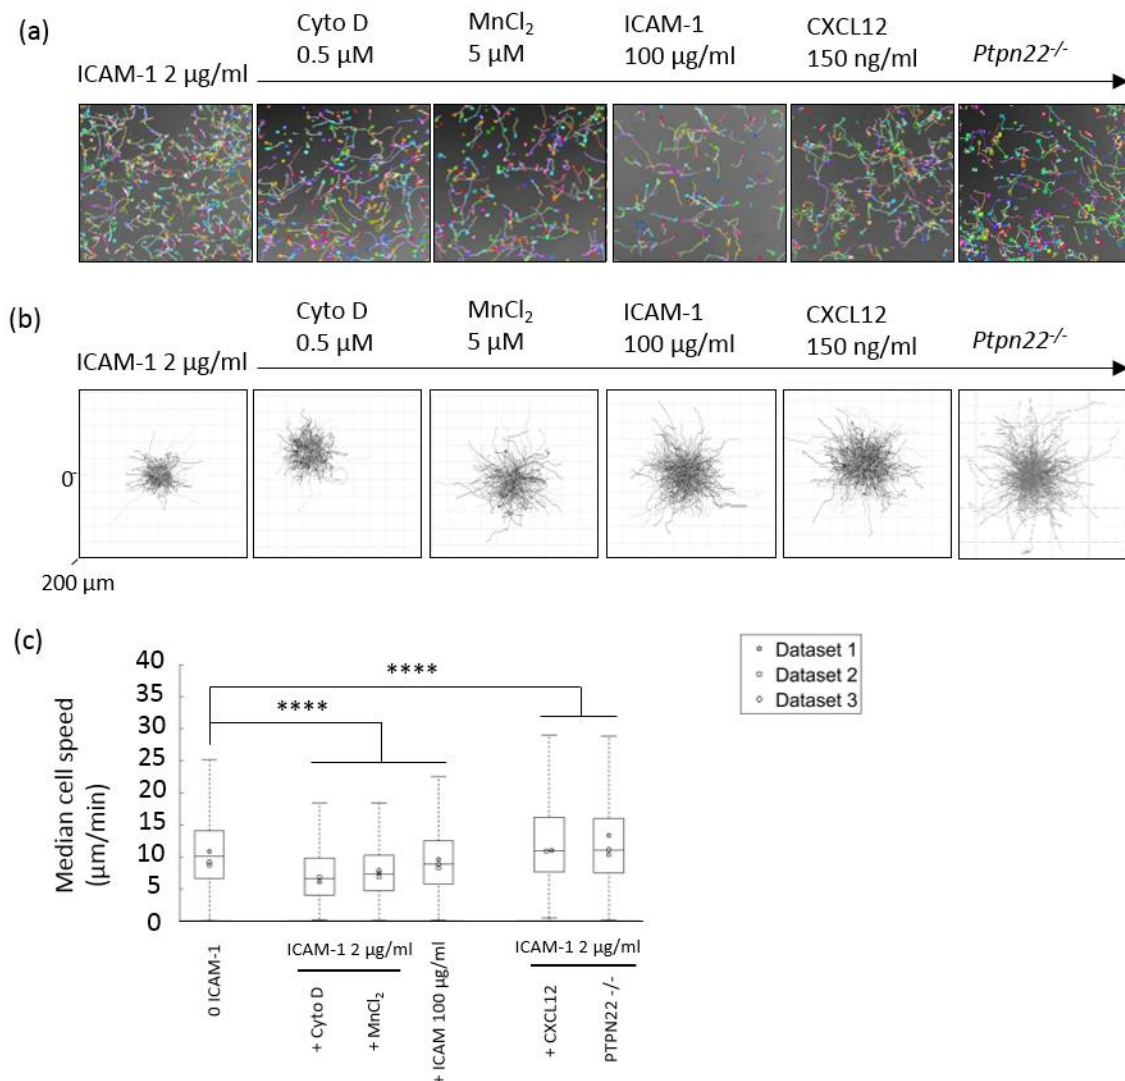 (a)
Cyto D
0.5 µM
MnCl₂
5 µM
ICAM-1
100 µg/ml
CXCL12
150 ng/ml
Ptpn22⁻/⁻
ICAM-1 2 µg/ml
(b)
Cyto D
0.5 µM
MnCl₂
5 µM
ICAM-1
100 µg/ml
CXCL12
150 ng/ml
Ptpn22⁻/⁻
ICAM-1 2 µg/ml
0
200 µm
(c)
Median cell speed
(µm/min)
40
35
30
25
20
15
10
5
0
****
****
Dataset 1
Dataset 2
Dataset 3
0 ICAM-1
ICAM-1 2 µg/ml
+ Cyto D
+ MnCl₂
+ ICAM 100 µg/ml
ICAM-1 2 µg/ml
+ CXCL12
PTPN22 -/-